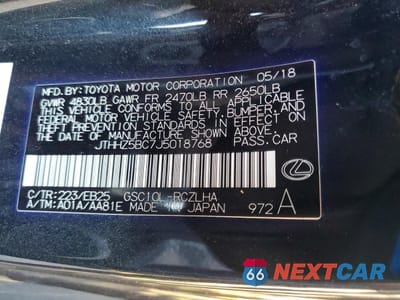 MFD. BY: TOYOTA MOTOR CORPORATION 05/18
GVWR 4830LB GAWR FR 2470LB RR 2650LB
THIS VEHICLE CONFORMS TO ALL APPLICABLE
FEDERAL MOTOR VEHICLE SAFETY, BUMPER, AND
THEFT PREVENTION STANDARDS IN EFFECT ON
THE DATE OF MANUFACTURE SHOWN ABOVE.
JTHHZ5BC7J5018768 PASS.CAR
C/TR: 223/EB25 GSC10L-RCZLHA
A/TM: A01A/AA81E MADE IN JAPAN 972 A
66 NEXTCAR